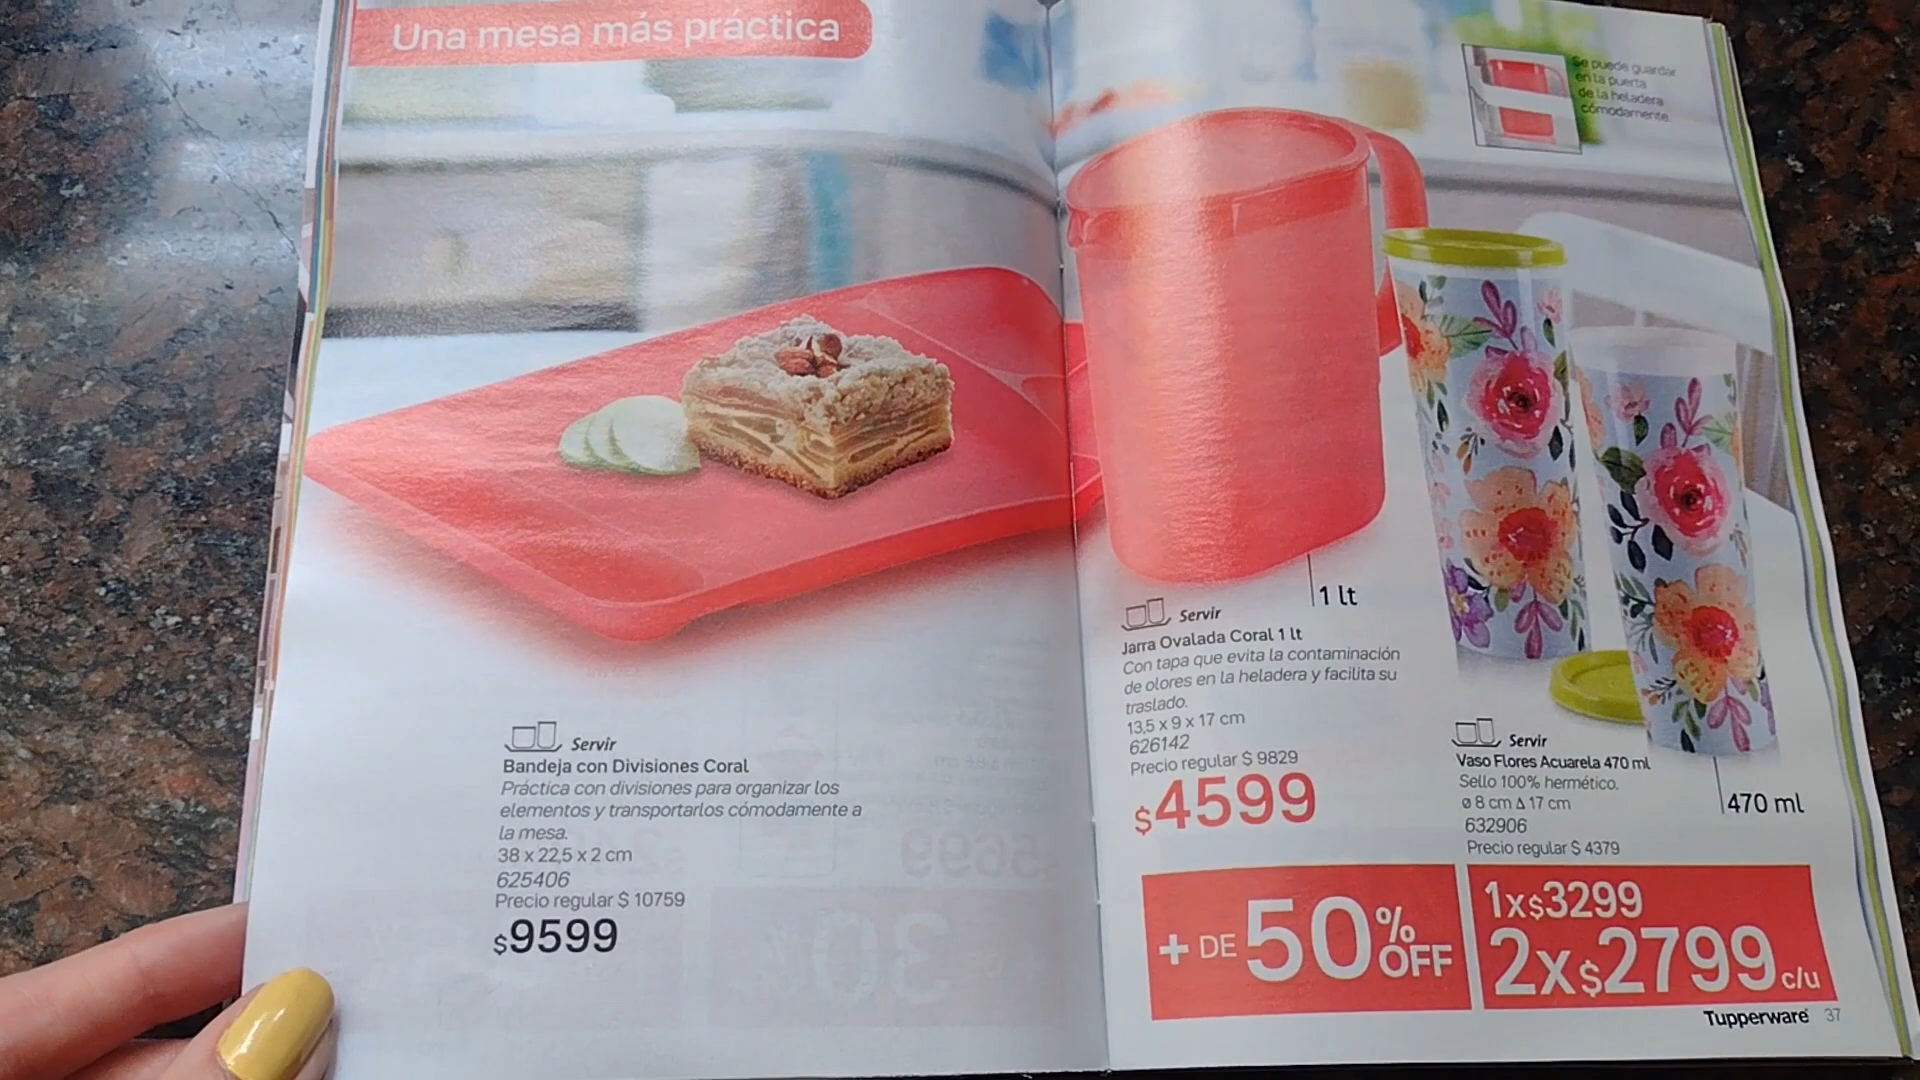 Una mesa más práctica
Servir
Bandeja con Divisiones Coral
Práctica con divisiones para organizar los
elementos y transportarlos cómodamente a
la mesa.
38 x 22,5 x 2 cm
625406
Precio regular $ 10759
$9599
Se puede guardar
en la puerta
de la heladera
cómodamente.
1 lt
Servir
Jarra Ovalada Coral 1 lt
Con tapa que evita la contaminación
de olores en la heladera y facilita su
traslado.
13,5 x 9 x 17 cm
626142
Precio regular $ 9829
$4599
+ DE 50% OFF
Servir
Vaso Flores Acuarela 470 ml
Sello 100% hermético.
ø 8 cm Δ 17 cm
632906
Precio regular $ 4379
470 ml
1x$3299
2x$2799 c/u
Tupperware 37